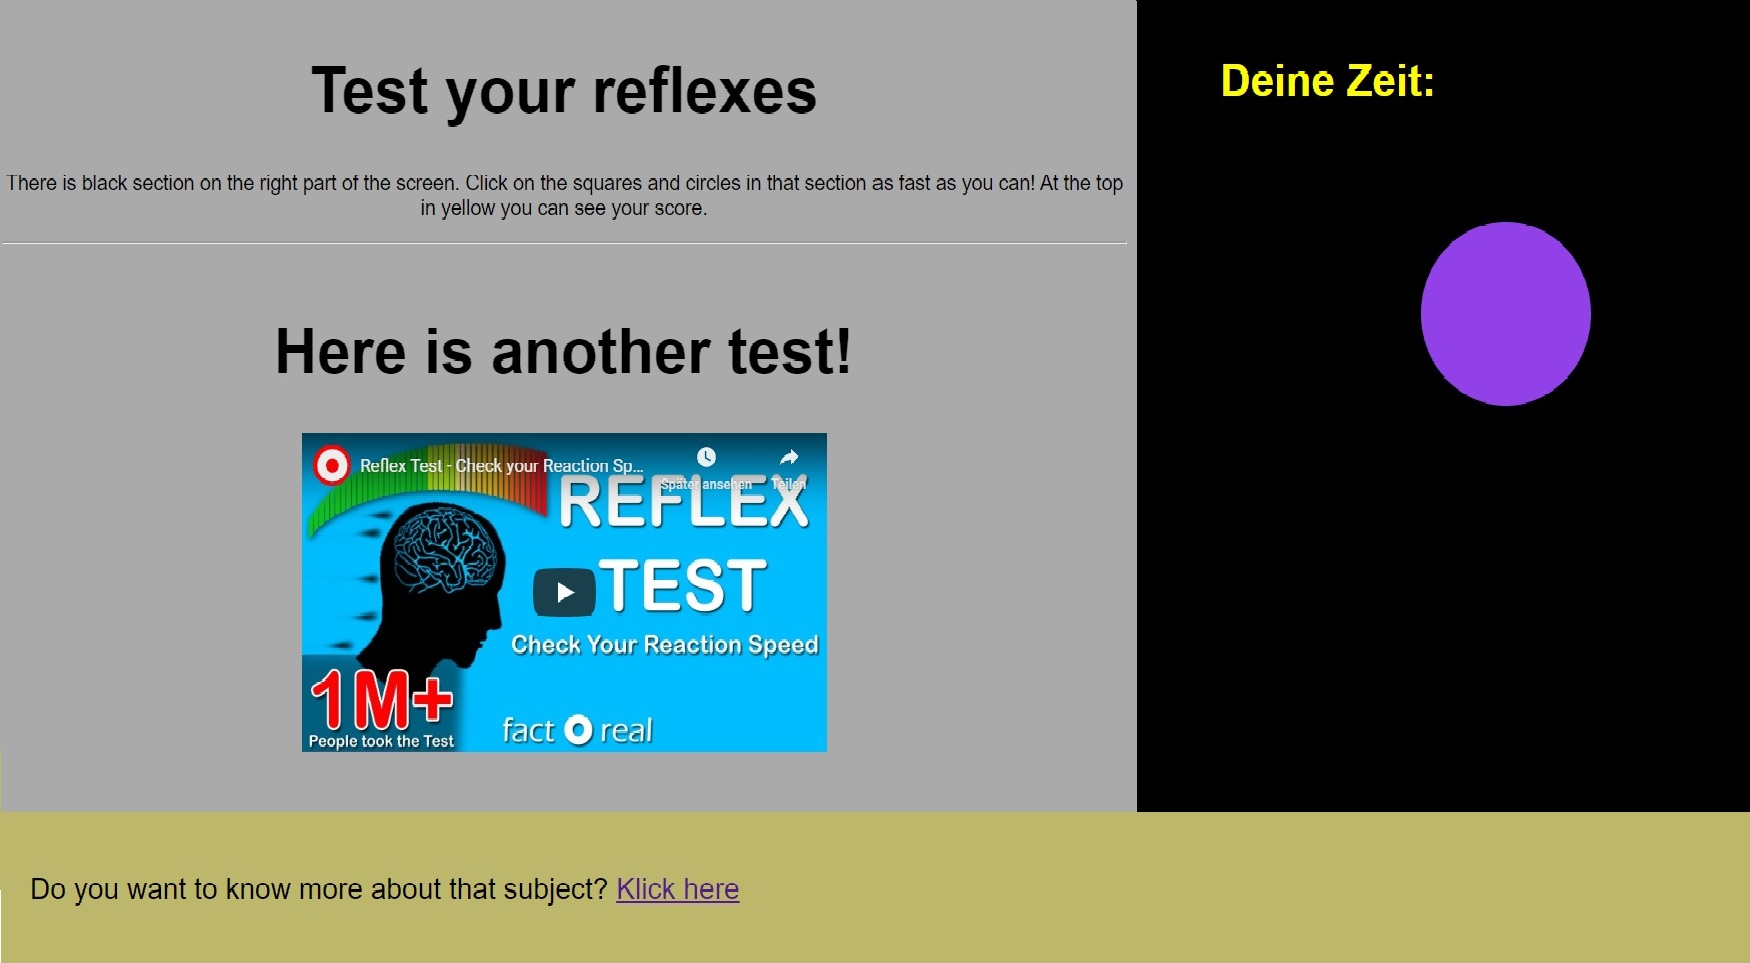 Test your reflexes
There is black section on the right part of the screen. Click on the squares and circles in that section as fast as you can! At the top
in yellow you can see your score.
Here is another test!
Reflex Test - Check your Reaction Sp...
Später ansehen
Teilen
REFLEX
TEST
Check Your Reaction Speed
1M+
People took the Test
fact real
Do you want to know more about that subject? Klick here
Deine Zeit: